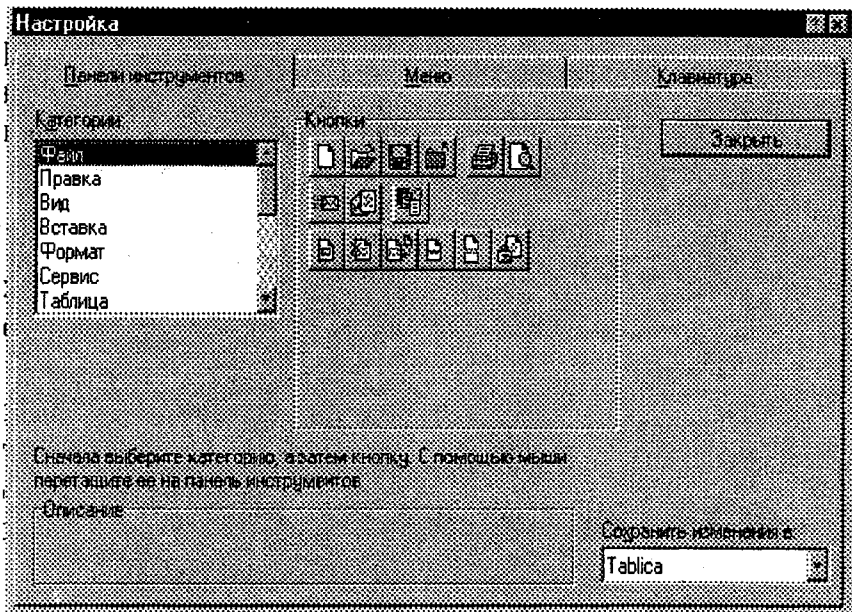 Настройка
Панели инструментов
Меню
Клавиатура
Категории:
Кнопки
Закрыть
Файл
Правка
Вид
Вставка
Формат
Сервис
Таблица
Сначала выберите категорию, а затем кнопку. С помощью мыши
перетащите ее на панель инструментов.
Описание
Сохранить изменения в:
Tablica